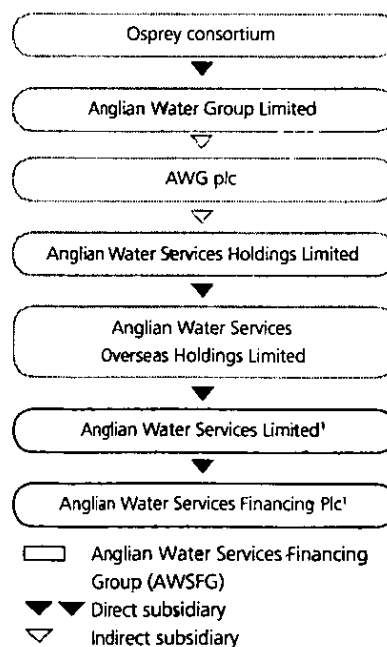 Osprey consortium
Anglian Water Group Limited
AWG plc
Anglian Water Services Holdings Limited
Anglian Water Services
Overseas Holdings Limited
Anglian Water Services Limited¹
Anglian Water Services Financing Plc¹
Anglian Water Services Financing
Group (AWSFG)
Direct subsidiary
Indirect subsidiary